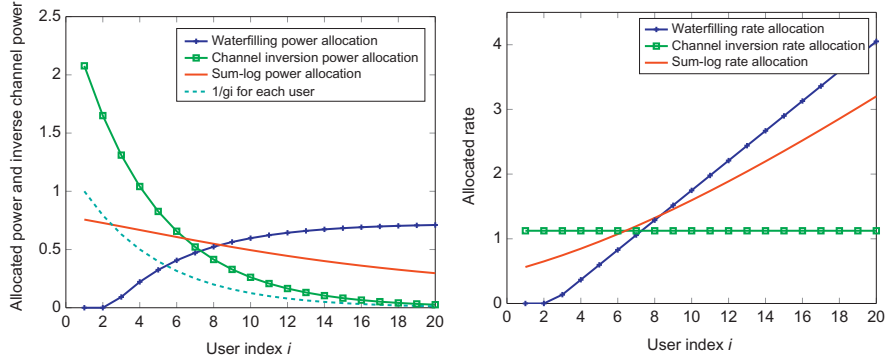 2.5
2
1.5
1
0.5
0
Allocated power and inverse channel power
Waterfilling power allocation
Channel inversion power allocation
Sum-log power allocation
1/gi for each user
0 2 4 6 8 10 12 14 16 18 20
User index i
4
3
2
1
0
Allocated rate
Waterfilling rate allocation
Channel inversion rate allocation
Sum-log rate allocation
0 2 4 6 8 10 12 14 16 18 20
User index i